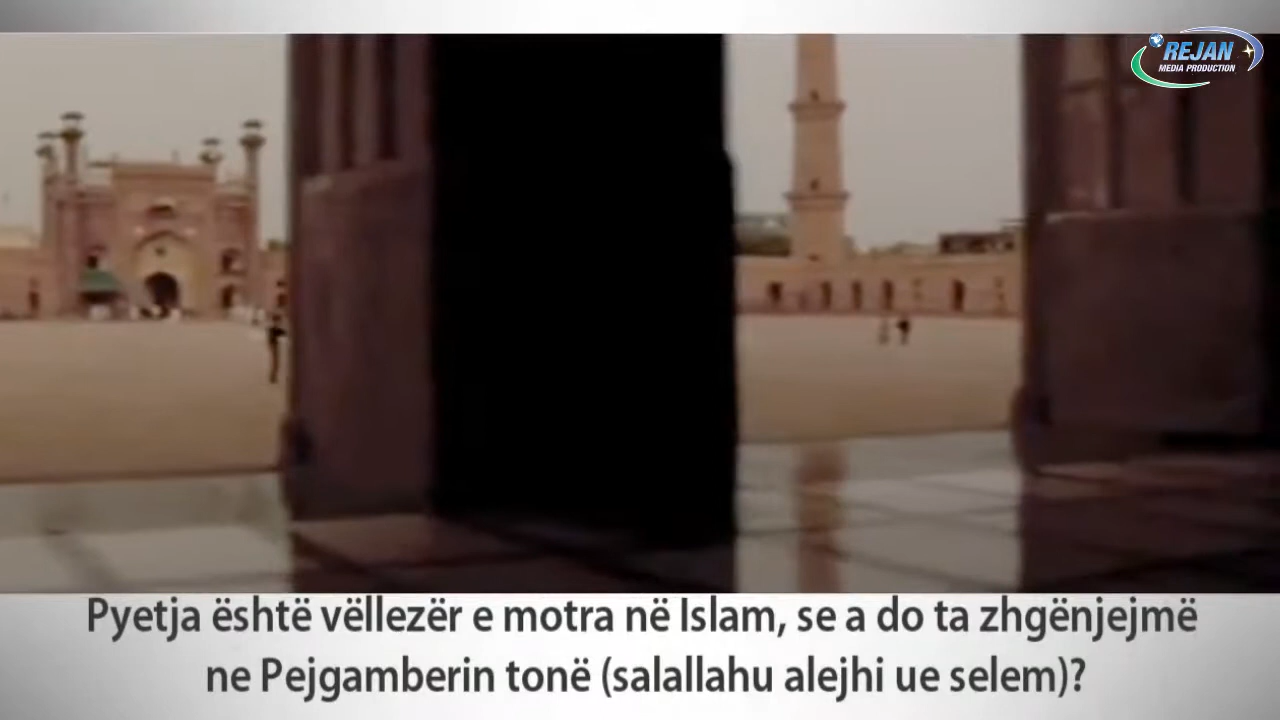 REJAN
MEDIA PRODUCTION
Pyetja është vëllezër e motra në Islam, se a do ta zhgënjejmë
ne Pejgamberin tonë (salallahu alejhi ue selem)?